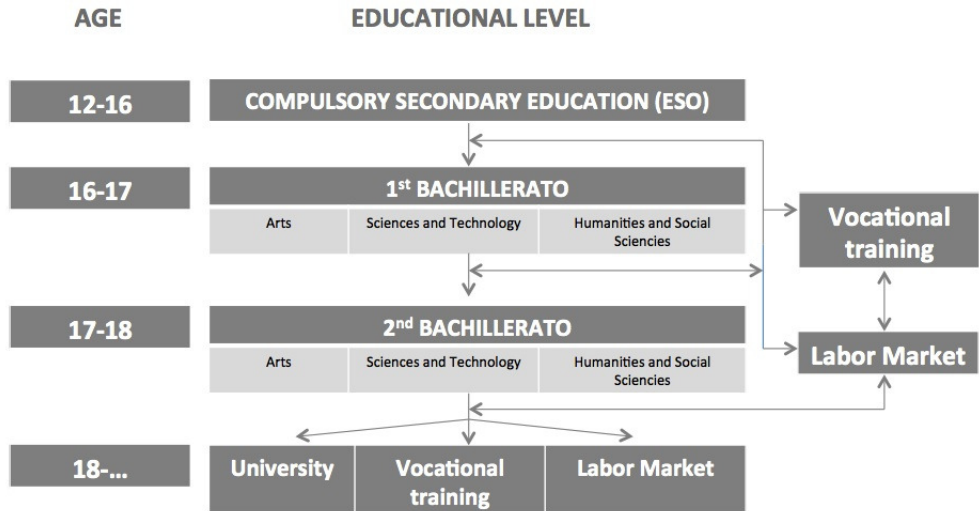 AGE
EDUCATIONAL LEVEL
12-16
COMPULSORY SECONDARY EDUCATION (ESO)
16-17
1st BACHILLERATO
Arts
Sciences and Technology
Humanities and Social
Sciencies
Vocational
training
17-18
2nd BACHILLERATO
Arts
Sciences and Technology
Humanities and Social
Sciencies
Labor Market
18-...
University
Vocational
training
Labor Market